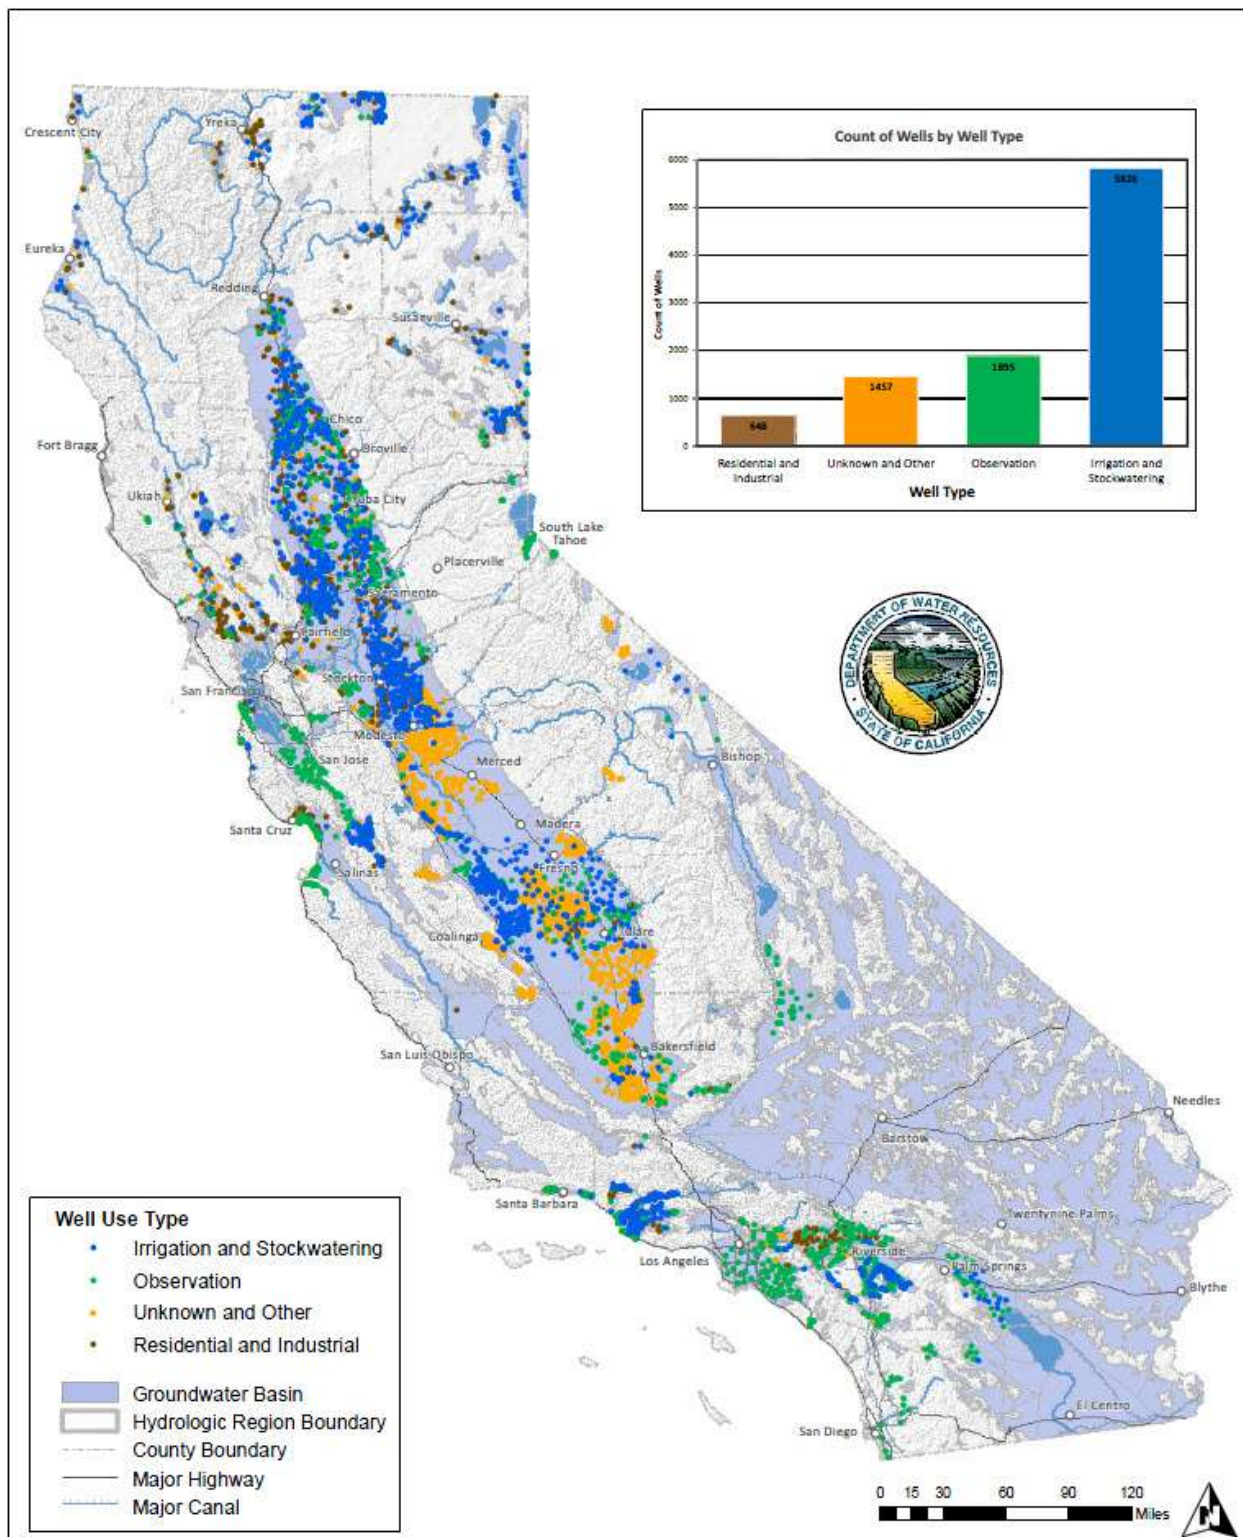 Crescent City
Yreka
Eureka
Redding
Susanville
Chico
Fort Bragg
Oroville
Ukiah
Yuba City
South Lake
Tahoe
Placerville
Sacramento
Fairfield
Stockton
San Francisco
Modesto
San Jose
Merced
Bishop
Santa Cruz
Madera
Salinas
Fresno
Coalinga
Tulare
San Luis Obispo
Bakersfield
Needles
Barstow
Santa Barbara
Twentynine Palms
Los Angeles
Riverside
Palm Springs
Blythe
El Centro
San Diego
Count of Wells by Well Type
Count of Wells
6000
5000
4000
3000
2000
1000
0
1457
1895
5826
Residential and
Industrial
Unknown and Other
Observation
Irrigation and
Stockwatering
Well Type
DEPARTMENT OF WATER RESOURCES
STATE OF CALIFORNIA
Well Use Type
Irrigation and Stockwatering
Observation
Unknown and Other
Residential and Industrial
Groundwater Basin
Hydrologic Region Boundary
County Boundary
Major Highway
Major Canal
0 15 30 60 90 120
Miles
N